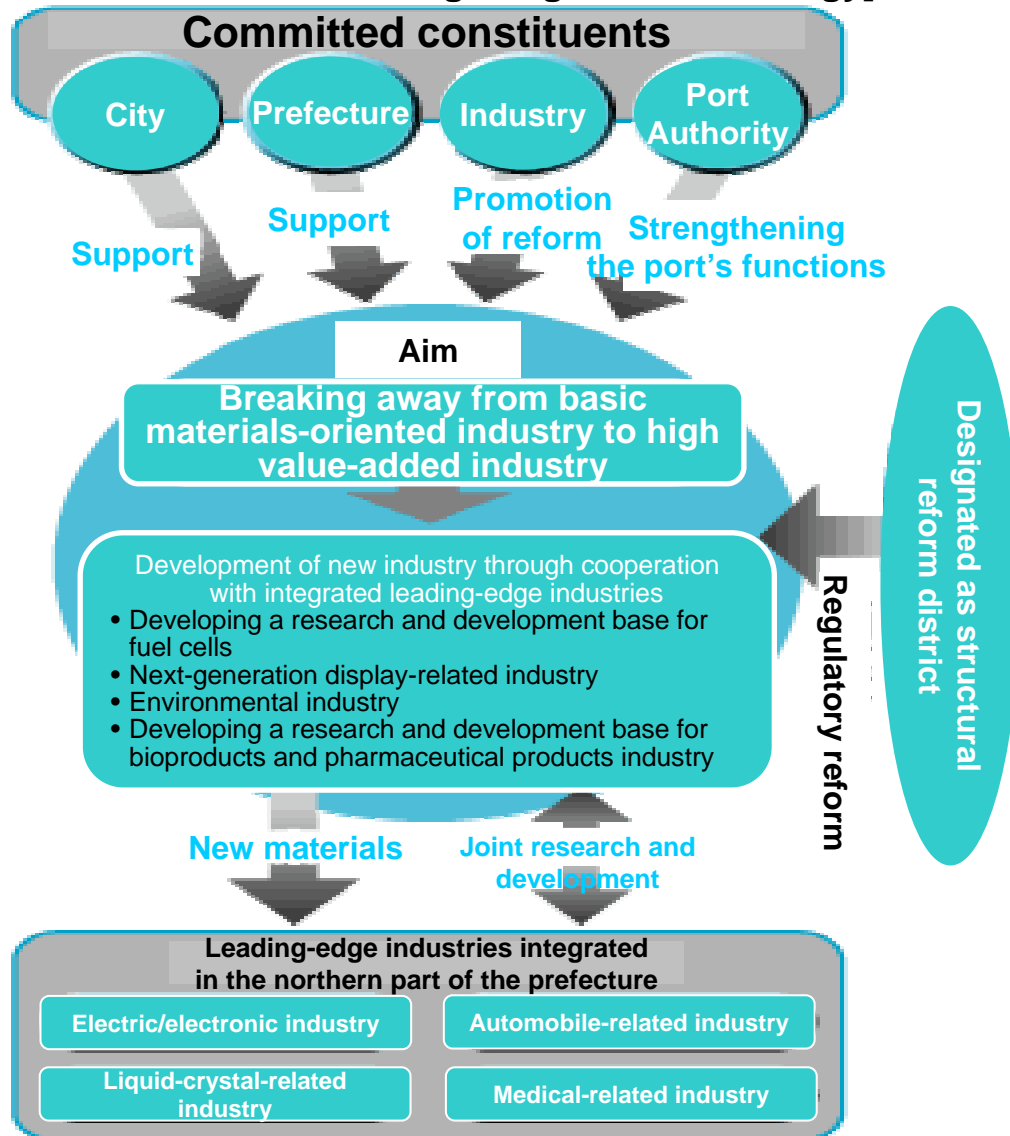 Committed constituents
City
Prefecture
Industry
Port
Authority
Support
Support
Promotion
of reform
Strengthening
the port's functions
Aim
Breaking away from basic
materials-oriented industry to high
value-added industry
Development of new industry through cooperation
with integrated leading-edge industries
• Developing a research and development base for
fuel cells
• Next-generation display-related industry
• Environmental industry
• Developing a research and development base for
bioproducts and pharmaceutical products industry
Designated as structural
reform district
Regulatory reform
New materials
Joint research and
development
Leading-edge industries integrated
in the northern part of the prefecture
Electric/electronic industry
Automobile-related industry
Liquid-crystal-related
industry
Medical-related industry